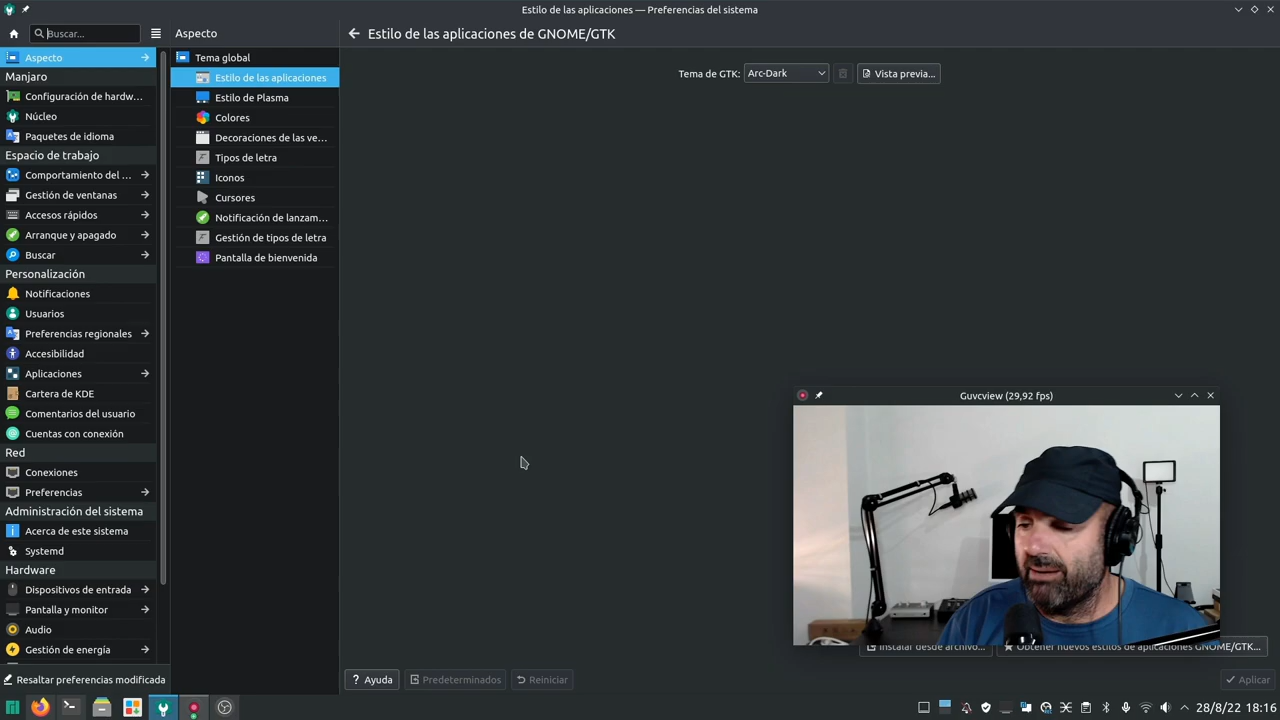 Estilo de las aplicaciones — Preferencias del sistema
Buscar...
Aspecto
Manjaro
Configuración de hardw...
Núcleo
Paquetes de idioma
Espacio de trabajo
Comportamiento del ...
Gestión de ventanas
Accesos rápidos
Arranque y apagado
Buscar
Personalización
Notificaciones
Usuarios
Preferencias regionales
Accesibilidad
Aplicaciones
Cartera de KDE
Comentarios del usuario
Cuentas con conexión
Red
Conexiones
Preferencias
Administración del sistema
Acerca de este sistema
Systemd
Hardware
Dispositivos de entrada
Pantalla y monitor
Audio
Gestión de energía
Resaltar preferencias modificada
Aspecto
Tema global
Estilo de las aplicaciones
Estilo de Plasma
Colores
Decoraciones de las ve...
Tipos de letra
Iconos
Cursores
Notificación de lanzam...
Gestión de tipos de letra
Pantalla de bienvenida
Estilo de las aplicaciones de GNOME/GTK
Tema de GTK: Arc-Dark Vista previa...
Guvcview (29,92 fps)
Instalar desde archivo... Obtener nuevos estilos de aplicaciones GNOME/GTK...
Ayuda Predeterminados Reiniciar Aplicar
28/8/22 18:16